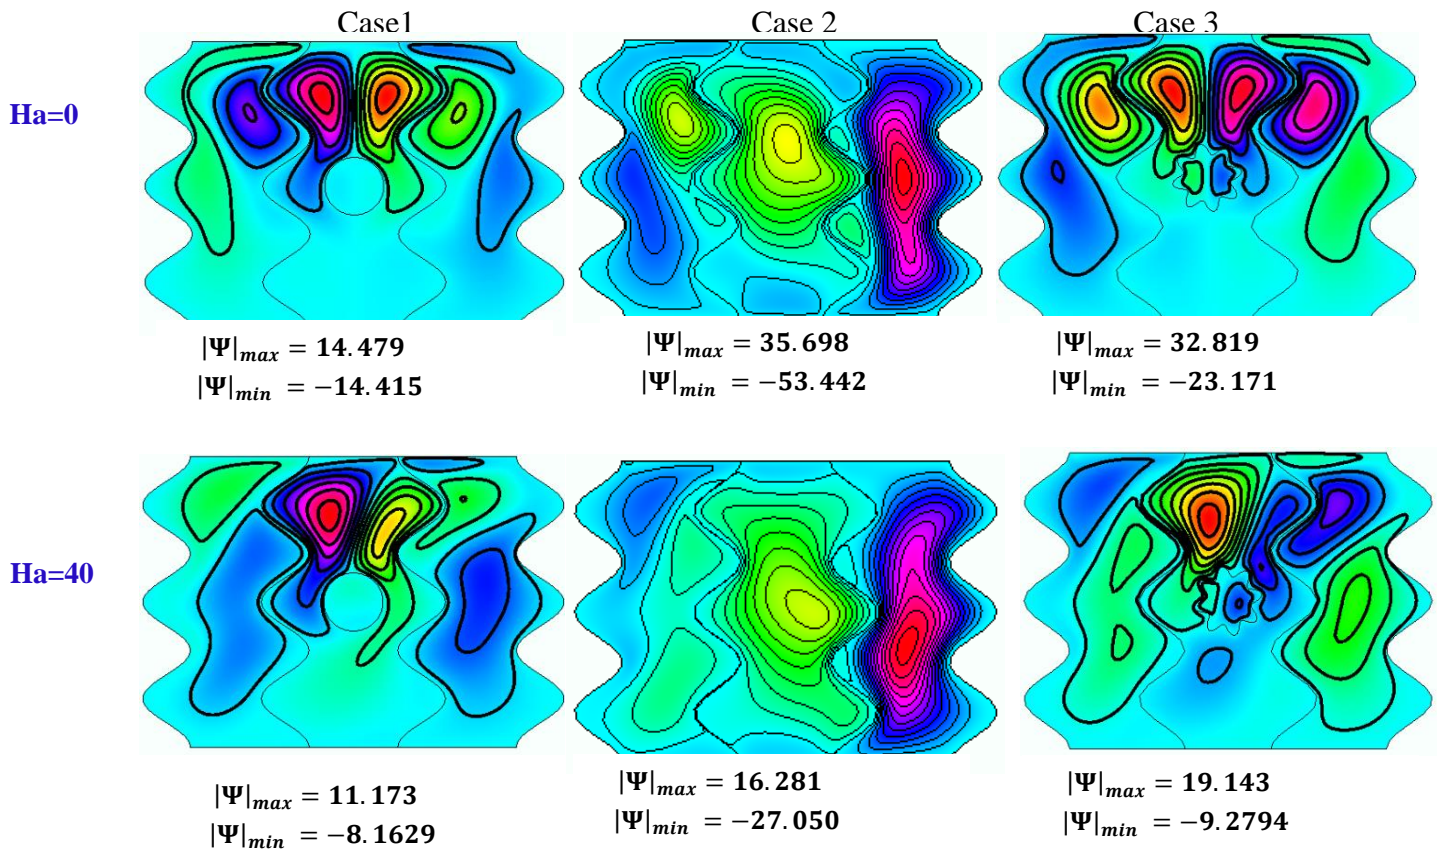 Case1 Case 2 Case 3
Ha=0
|Ψ|max = 14.479 |Ψ|max = 35.698 |Ψ|max = 32.819
|Ψ|min = −14.415 |Ψ|min = −53.442 |Ψ|min = −23.171
Ha=40
|Ψ|max = 11.173 |Ψ|max = 16.281 |Ψ|max = 19.143
|Ψ|min = −8.1629 |Ψ|min = −27.050 |Ψ|min = −9.2794